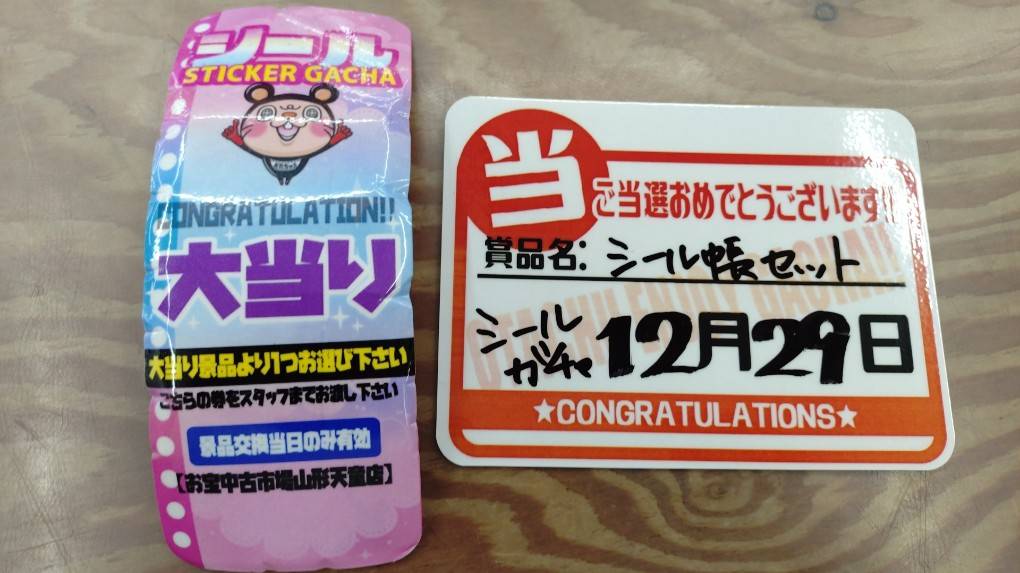 シール
STICKER GACHA
CONGRATULATION!!
大当り
大当り景品より1つお選び下さい
こちらの券をスタッフまでお渡し下さい
景品交換当日のみ有効
【お宝中古市場山形天童店】
当
ご当選おめでとうございます!!
賞品名: シール帳セット
シール
ガチャ 12月29日
★CONGRATULATIONS★